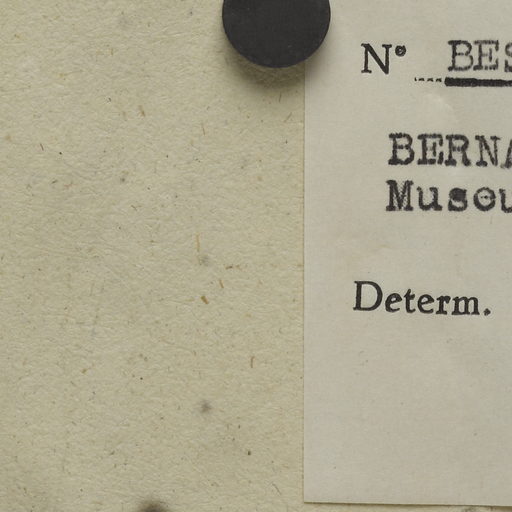 N° BES
BERNA
Museu
Determ.